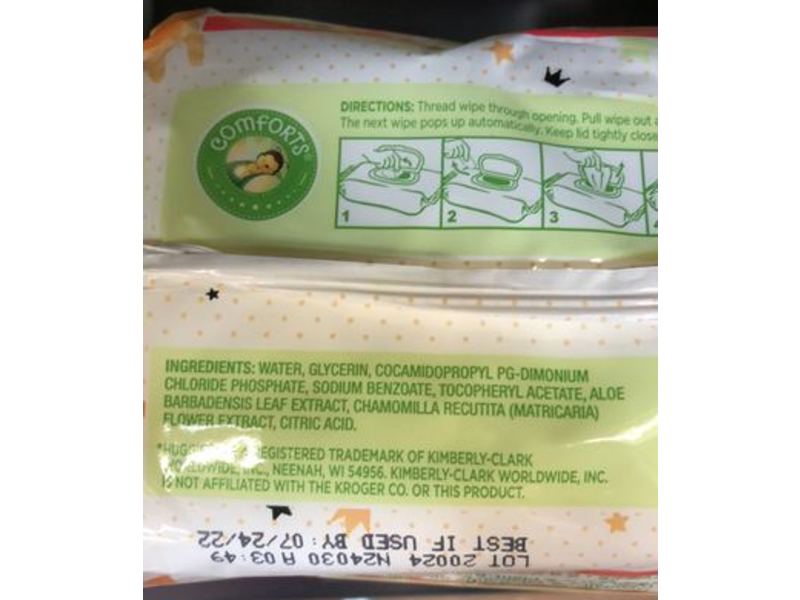 COMFORTS
DIRECTIONS: Thread wipe through opening. Pull wipe out
The next wipe pops up automatically. Keep lid tightly close
1 2 3
INGREDIENTS: WATER, GLYCERIN, COCAMIDOPROPYL PG-DIMONIUM
CHLORIDE PHOSPHATE, SODIUM BENZOATE, TOCOPHERYL ACETATE, ALOE
BARBADENSIS LEAF EXTRACT, CHAMOMILLA RECUTITA (MATRICARIA)
FLOWER EXTRACT, CITRIC ACID.
REGISTERED TRADEMARK OF KIMBERLY-CLARK
WORLDWIDE, INC., NEENAH, WI 54956. KIMBERLY-CLARK WORLDWIDE, INC.
IS NOT AFFILIATED WITH THE KROGER CO. OR THIS PRODUCT.
LOT 20024 N24030 A 03:49
BEST IF USED BY: 07/24/22